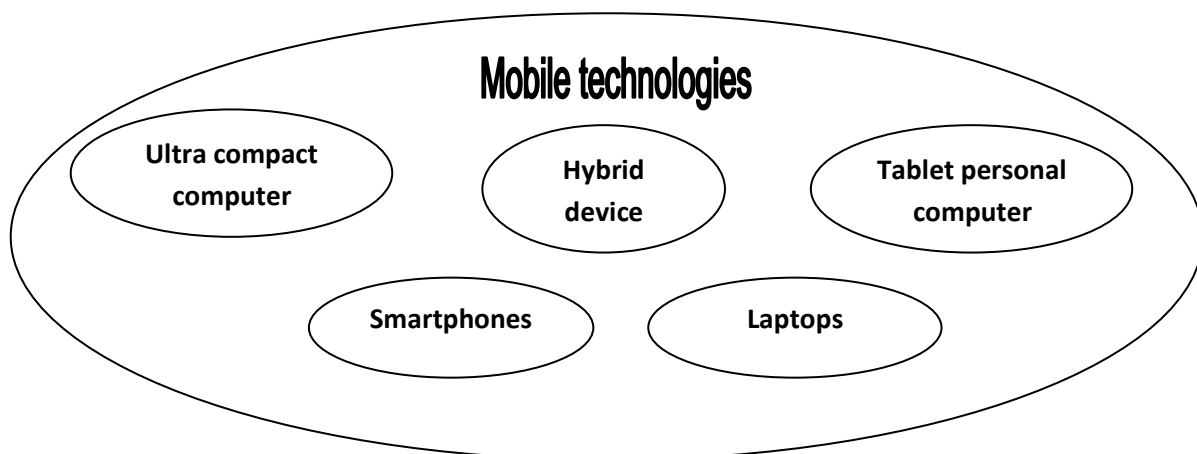 Mobile technologies
Ultra compact
computer
Hybrid
device
Tablet personal
computer
Smartphones
Laptops